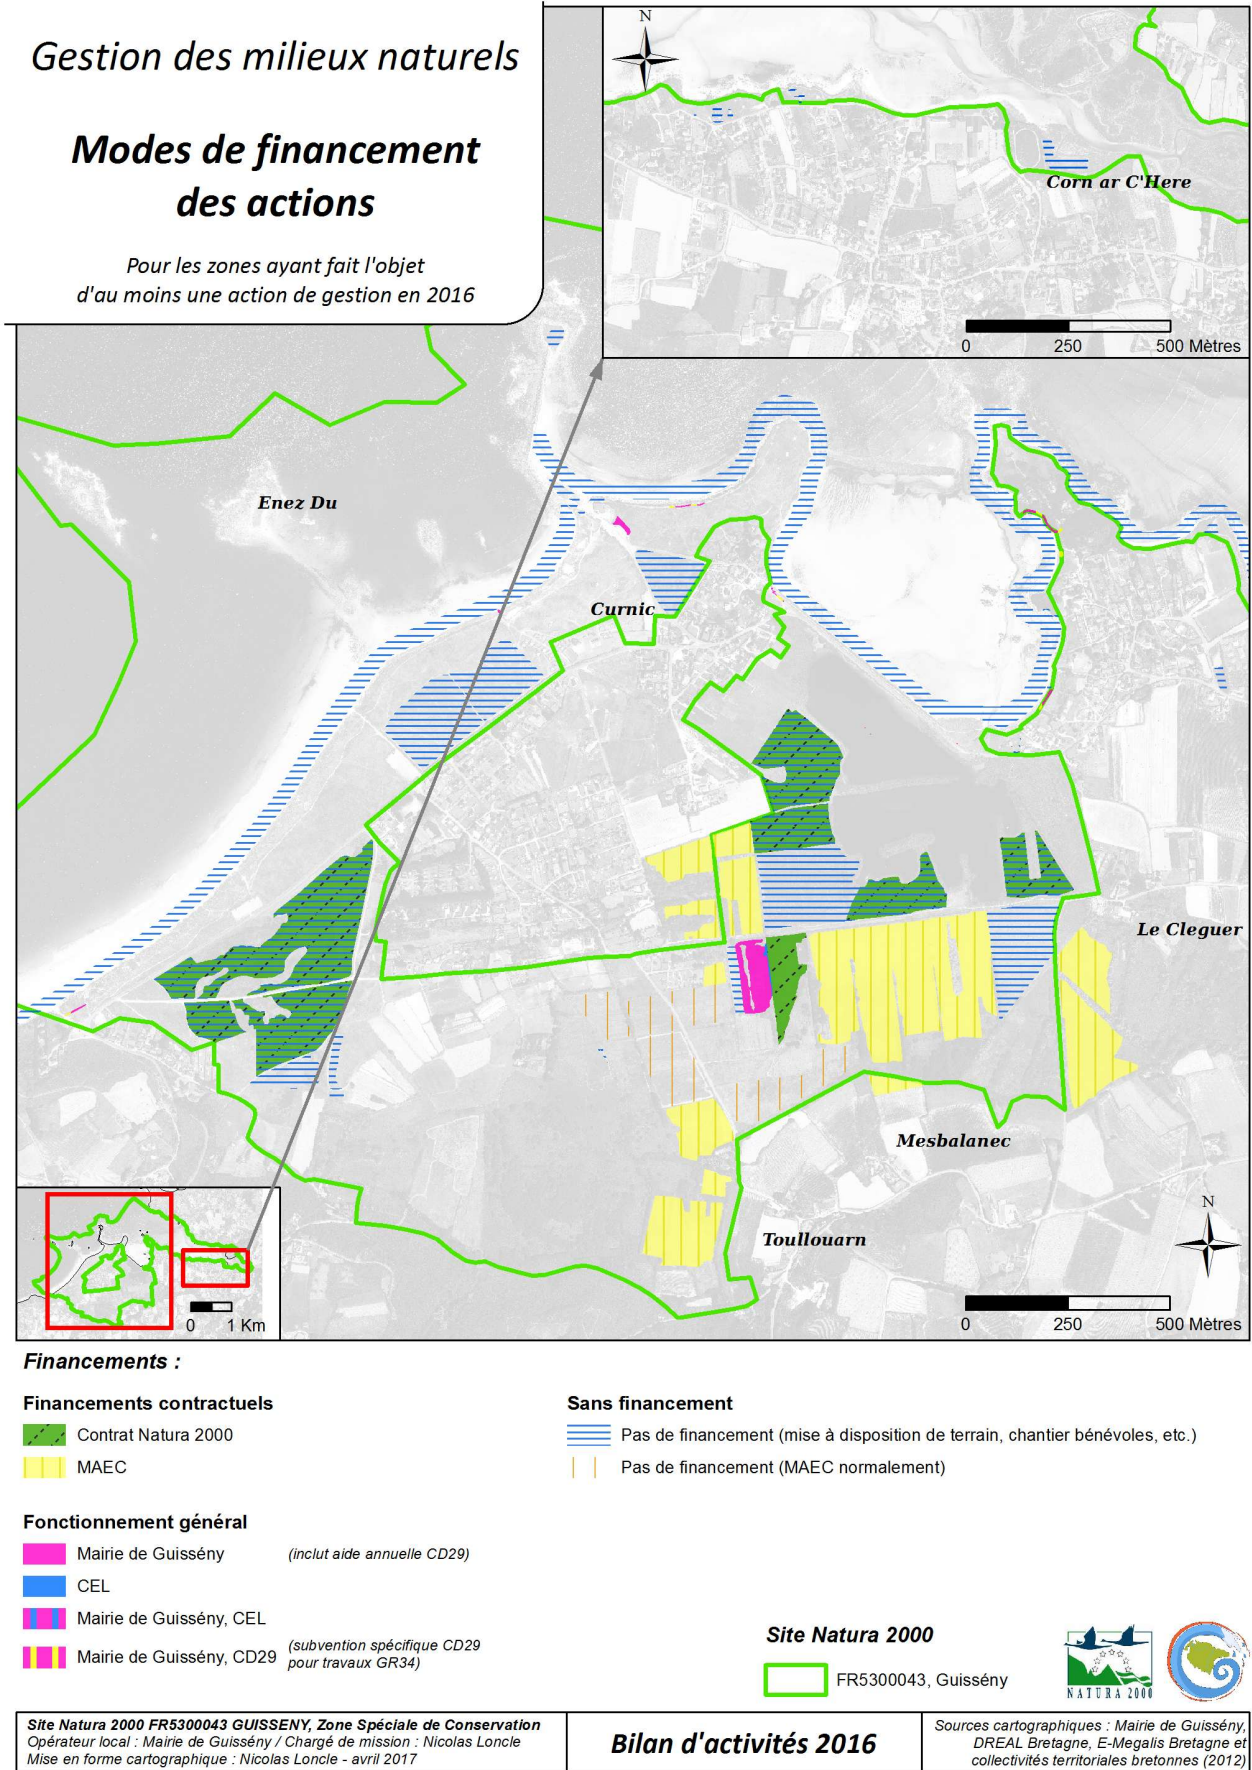 Gestion des milieux naturels
Modes de financement
des actions
Pour les zones ayant fait l'objet
d'au moins une action de gestion en 2016
N
Corn ar C'Here
0 250 500 Mètres
Enez Du
Curnic
Le Cleguer
Mesbalanec
Toullouarn
N
0 1 Km
0 250 500 Mètres
Financements :
Financements contractuels
Contrat Natura 2000
MAEC
Sans financement
Pas de financement (mise à disposition de terrain, chantier bénévoles, etc.)
Pas de financement (MAEC normalement)
Fonctionnement général
Mairie de Guissény (inclut aide annuelle CD29)
CEL
Mairie de Guissény, CEL
Mairie de Guissény, CD29 (subvention spécifique CD29
pour travaux GR34)
Site Natura 2000
FR5300043, Guissény
NATURA 2000
Site Natura 2000 FR5300043 GUISSENY, Zone Spéciale de Conservation
Opérateur local : Mairie de Guissény / Chargé de mission : Nicolas Loncle
Mise en forme cartographique : Nicolas Loncle - avril 2017
Bilan d'activités 2016
Sources cartographiques : Mairie de Guissény,
DREAL Bretagne, E-Megalis Bretagne et
collectivités territoriales bretonnes (2012)